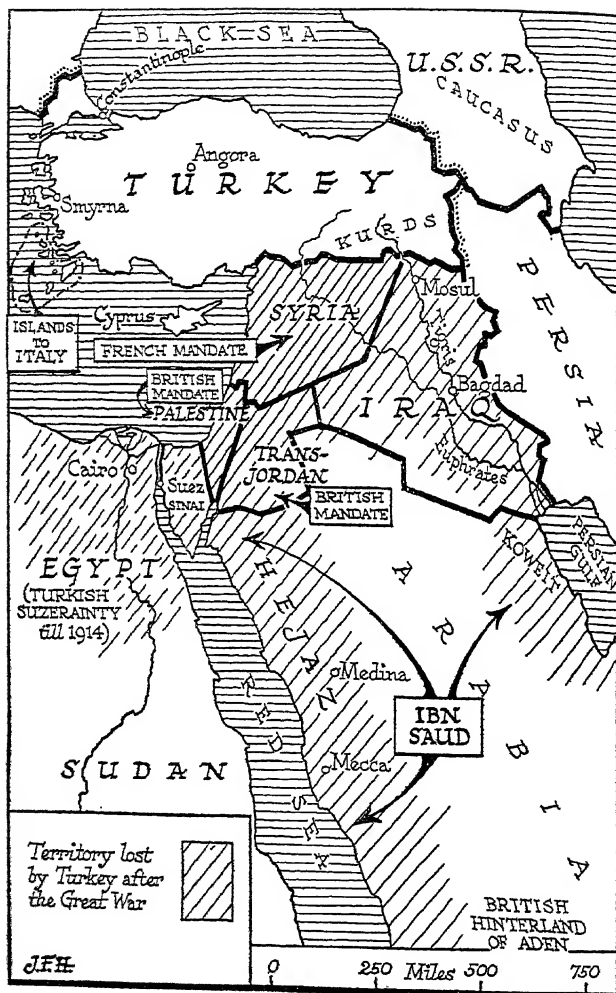 BLACK SEA
Constantinople
U.S.S.R.
CAUCASUS
Angora
TURKEY
Smyrna
KURDS
PERSIA
Mosul
ISLANDS
TO
ITALY
Cyprus
SYRIA
Tigris
FRENCH MANDATE
BRITISH
MANDATE
PALESTINE
Bagdad
IRAQ
Cairo
Suez
SINAI
TRANS-
JORDAN
Euphrates
BRITISH
MANDATE
PERSIAN
GULF
KOWEIT
EGYPT
(TURKISH
SUZERAINTY
till 1914)
HEJAZ
ARABIA
Medina
IBN
SAUD
RED SEA
Mecca
SUDAN
Territory lost
by Turkey after
the Great War
BRITISH
HINTERLAND
OF ADEN
J.F.H.
0 250 Miles 500 750